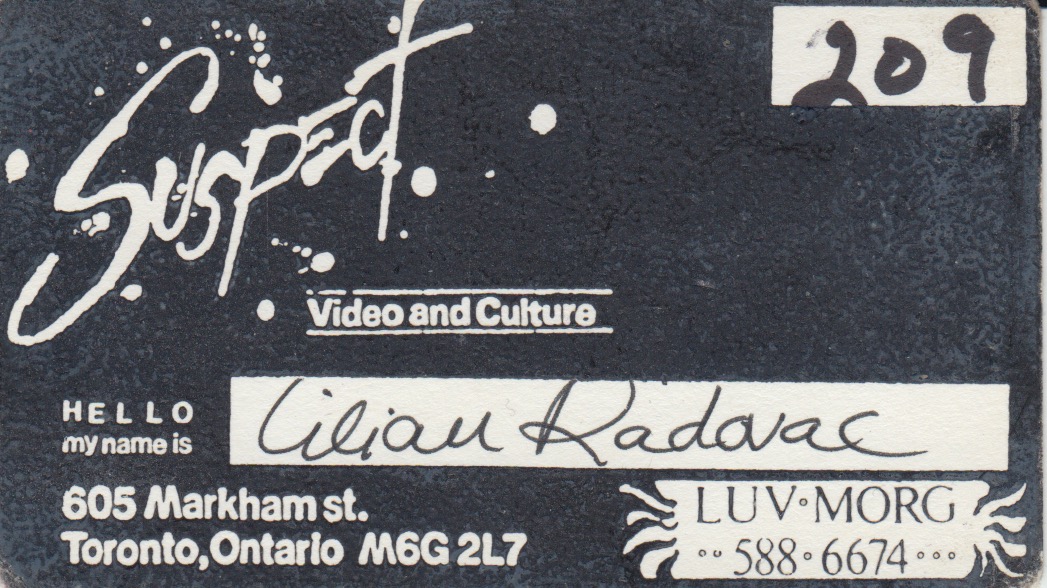 Suspect
209
Video and Culture
HELLO
my name is
Lilian Radovac
605 Markham st.
Toronto, Ontario M6G 2L7
LUV•MORG
588•6674